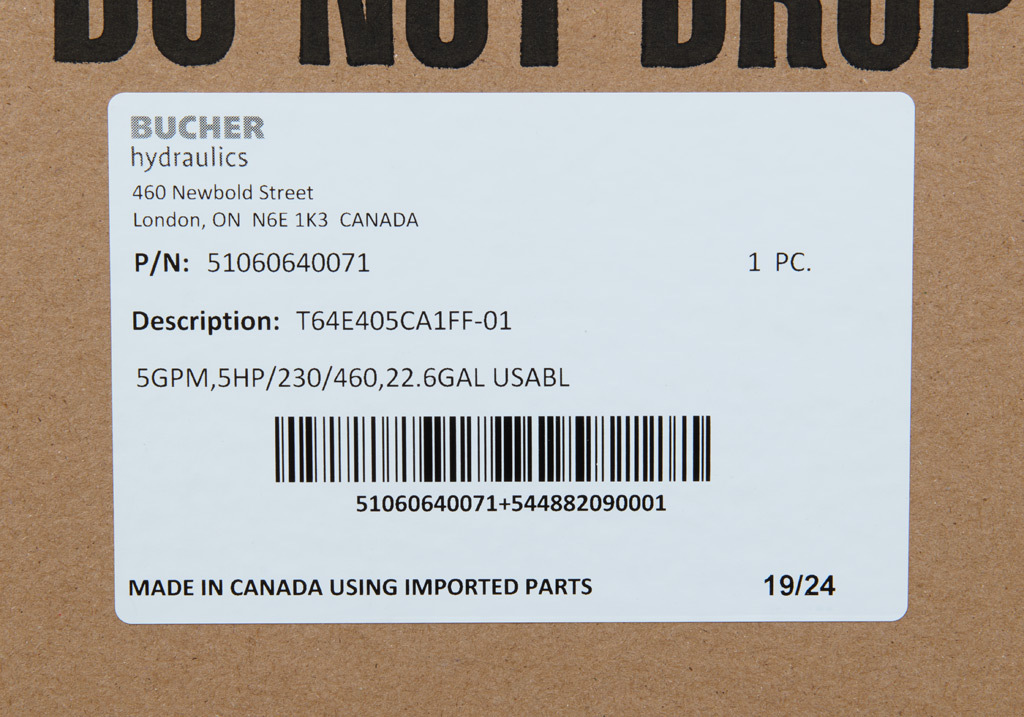 DO NOT DROP
BUCHER
hydraulics
460 Newbold Street
London, ON N6E 1K3 CANADA
P/N: 51060640071 1 PC.
Description: T64E405CA1FF-01
5GPM,5HP/230/460,22.6GAL USABL
51060640071+544882090001
MADE IN CANADA USING IMPORTED PARTS 19/24